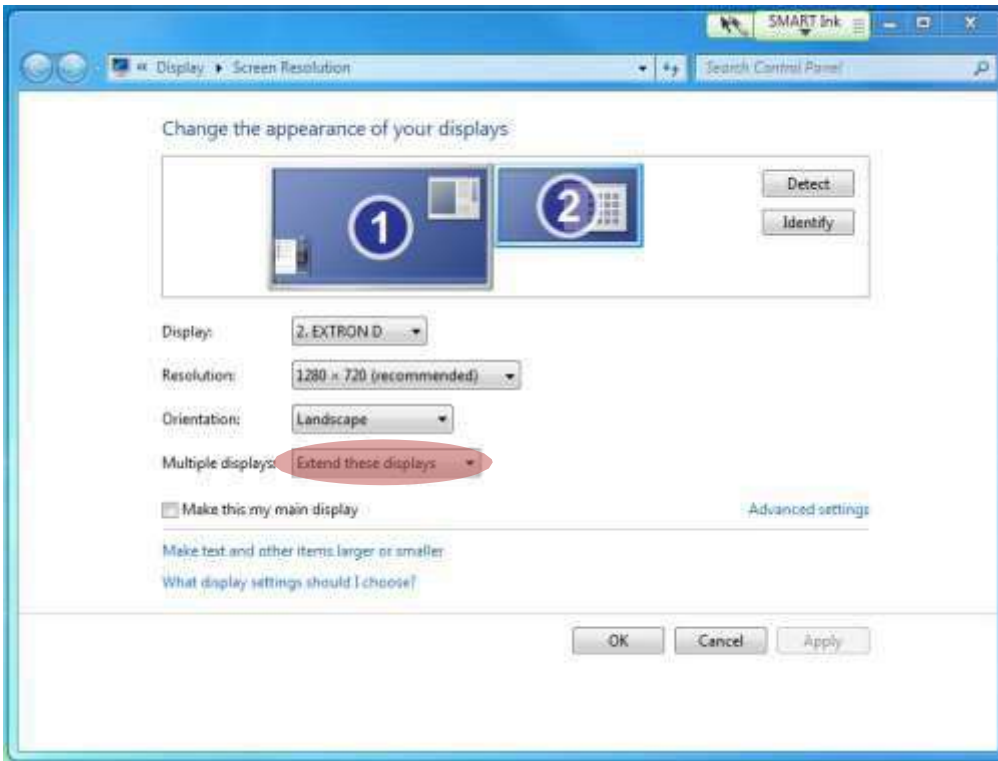 SMART Ink
« Display ▸ Screen Resolution Search Control Panel
Change the appearance of your displays
1 2
Detect
Identify
Display: 2. EXTRON D
Resolution: 1280 × 720 (recommended)
Orientation: Landscape
Multiple displays: Extend these displays
Make this my main display Advanced settings
Make text and other items larger or smaller
What display settings should I choose?
OK Cancel Apply